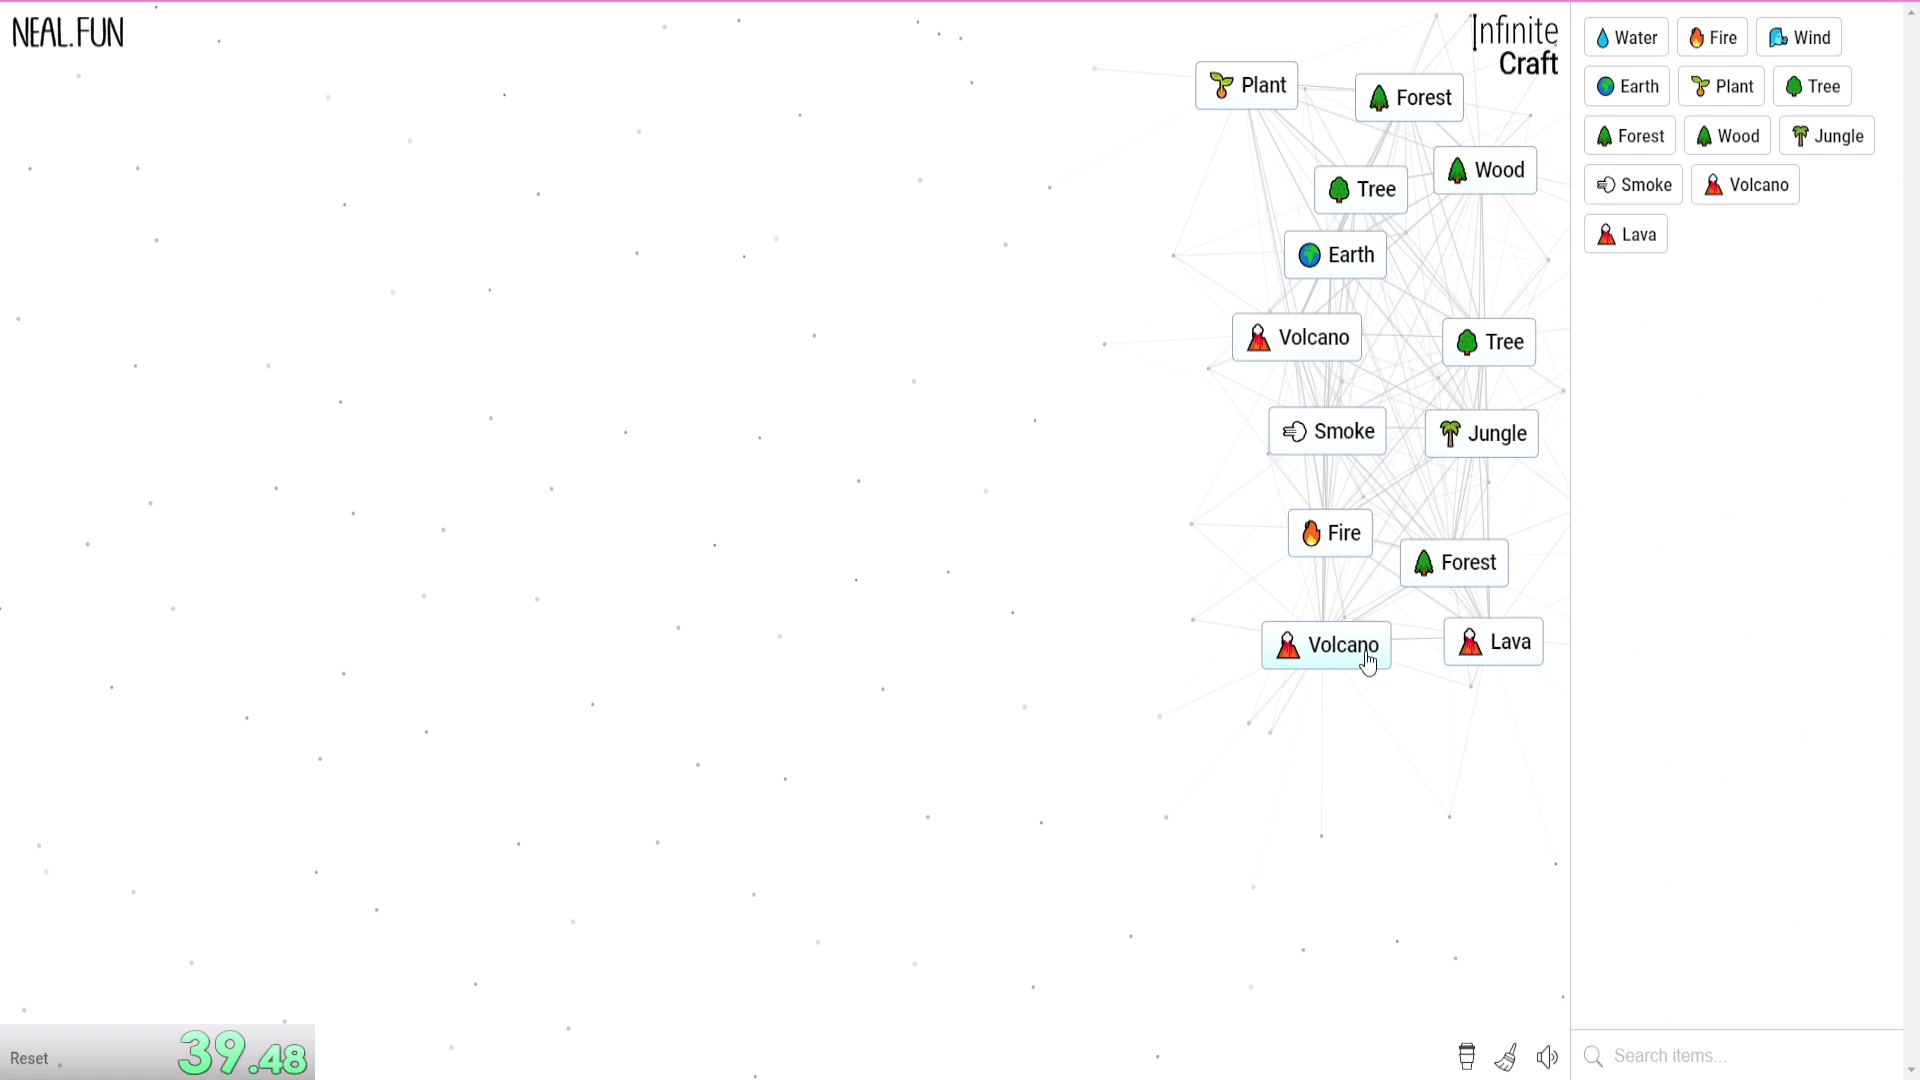 NEAL.FUN
Infinite
Craft
Plant
Forest
Tree
Wood
Earth
Volcano
Tree
Smoke
Jungle
Fire
Forest
Volcano
Lava
Water Fire Wind
Earth Plant Tree
Forest Wood Jungle
Smoke Volcano
Lava
Reset
39.48
Search items...